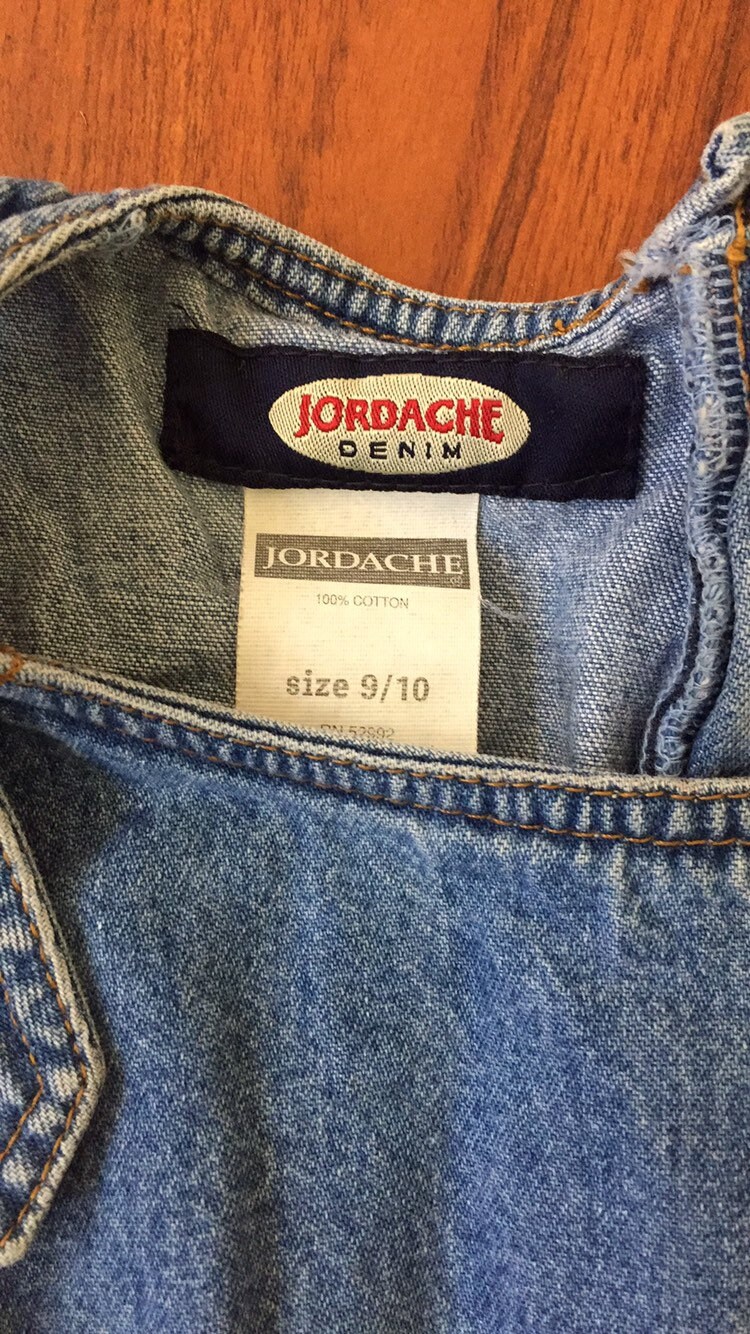 JORDACHE
DENIM
JORDACHE
100% COTTON
size 9/10